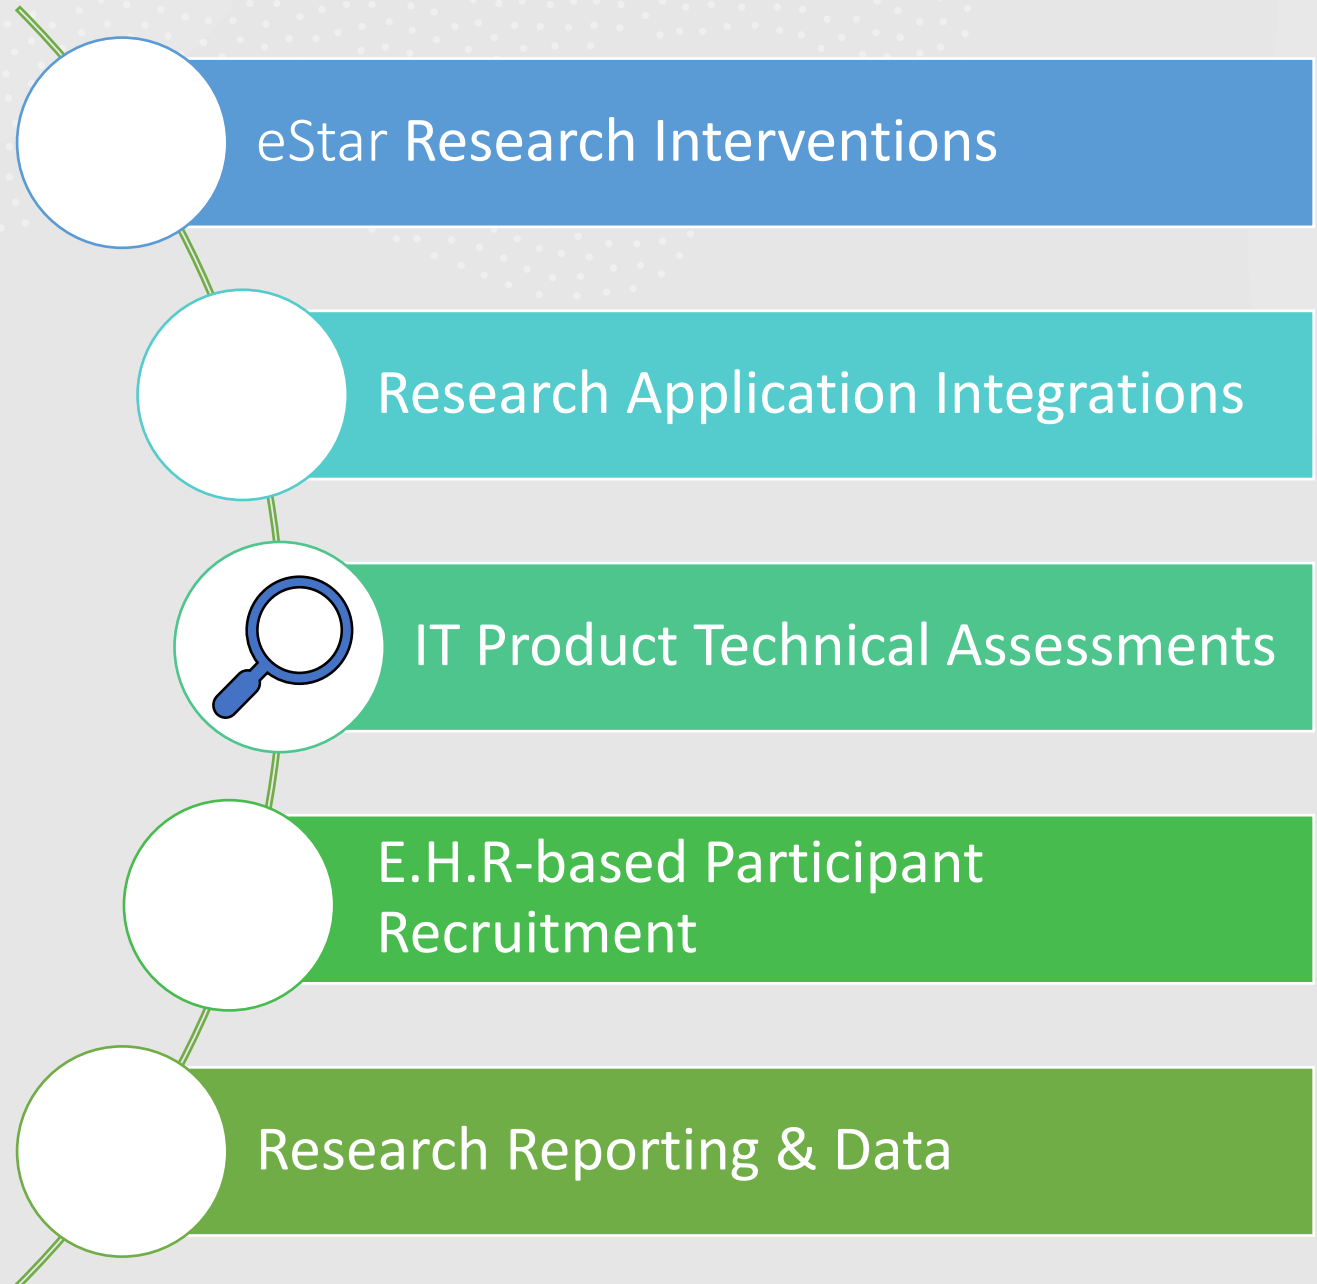 eStar Research Interventions
Research Application Integrations
IT Product Technical Assessments
E.H.R-based Participant
Recruitment
Research Reporting & Data